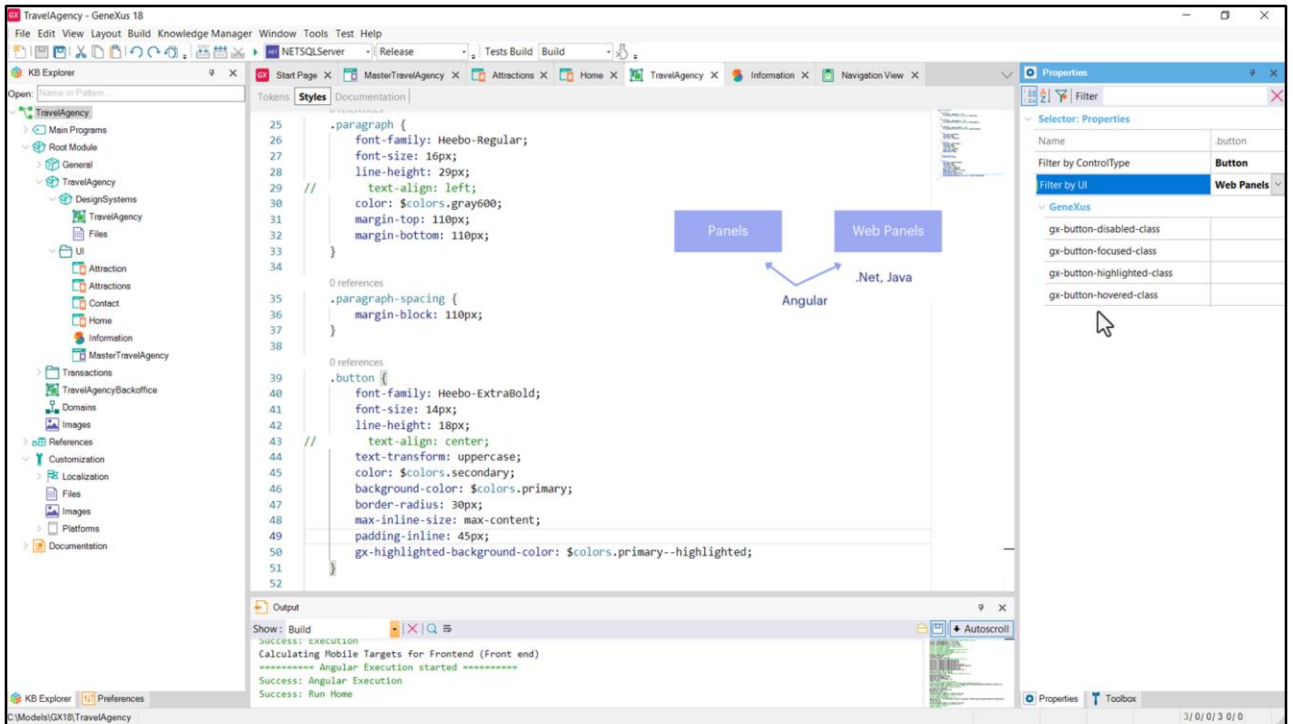 TravelAgency - GeneXus 18
File Edit View Layout Build Knowledge Manager Window Tools Test Help
NETSQLServer Release Tests Build Build
KB Explorer
Open: Name or Pattern...
TravelAgency
Main Programs
Root Module
General
TravelAgency
DesignSystems
TravelAgency
Files
UI
Attraction
Attractions
Contact
Home
Information
MasterTravelAgency
Transactions
TravelAgencyBackoffice
Domains
Images
References
Customization
Localization
Files
Images
Platforms
Documentation
KB Explorer Preferences
Start Page X MasterTravelAgency X Attractions X Home X TravelAgency X Information X Navigation View X
Tokens Styles Documentation
0 references
25 .paragraph {
26 font-family: Heebo-Regular;
27 font-size: 16px;
28 line-height: 29px;
29 // text-align: left;
30 color: $colors.gray600;
31 margin-top: 110px;
32 margin-bottom: 110px;
33 }
34
0 references
35 .paragraph-spacing {
36 margin-block: 110px;
37 }
38
0 references
39 .button {
40 font-family: Heebo-ExtraBold;
41 font-size: 14px;
42 line-height: 18px;
43 // text-align: center;
44 text-transform: uppercase;
45 color: $colors.secondary;
46 background-color: $colors.primary;
47 border-radius: 30px;
48 max-inline-size: max-content;
49 padding-inline: 45px;
50 gx-highlighted-background-color: $colors.primary--highlighted;
51 }
52
Panels
Web Panels
.Net, Java
Angular
Output
Show: Build
Autoscroll
Success: Execution
Calculating Mobile Targets for Frontend (Front end)
========== Angular Execution started ==========
Success: Angular Execution
Success: Run Home
Properties
Filter
Selector: Properties
Name .button
Filter by ControlType Button
Filter by UI Web Panels
GeneXus
gx-button-disabled-class
gx-button-focused-class
gx-button-highlighted-class
gx-button-hovered-class
Properties Toolbox
C:\Models\GX18\TravelAgency
3/ 0/ 0/ 3 0/ 0